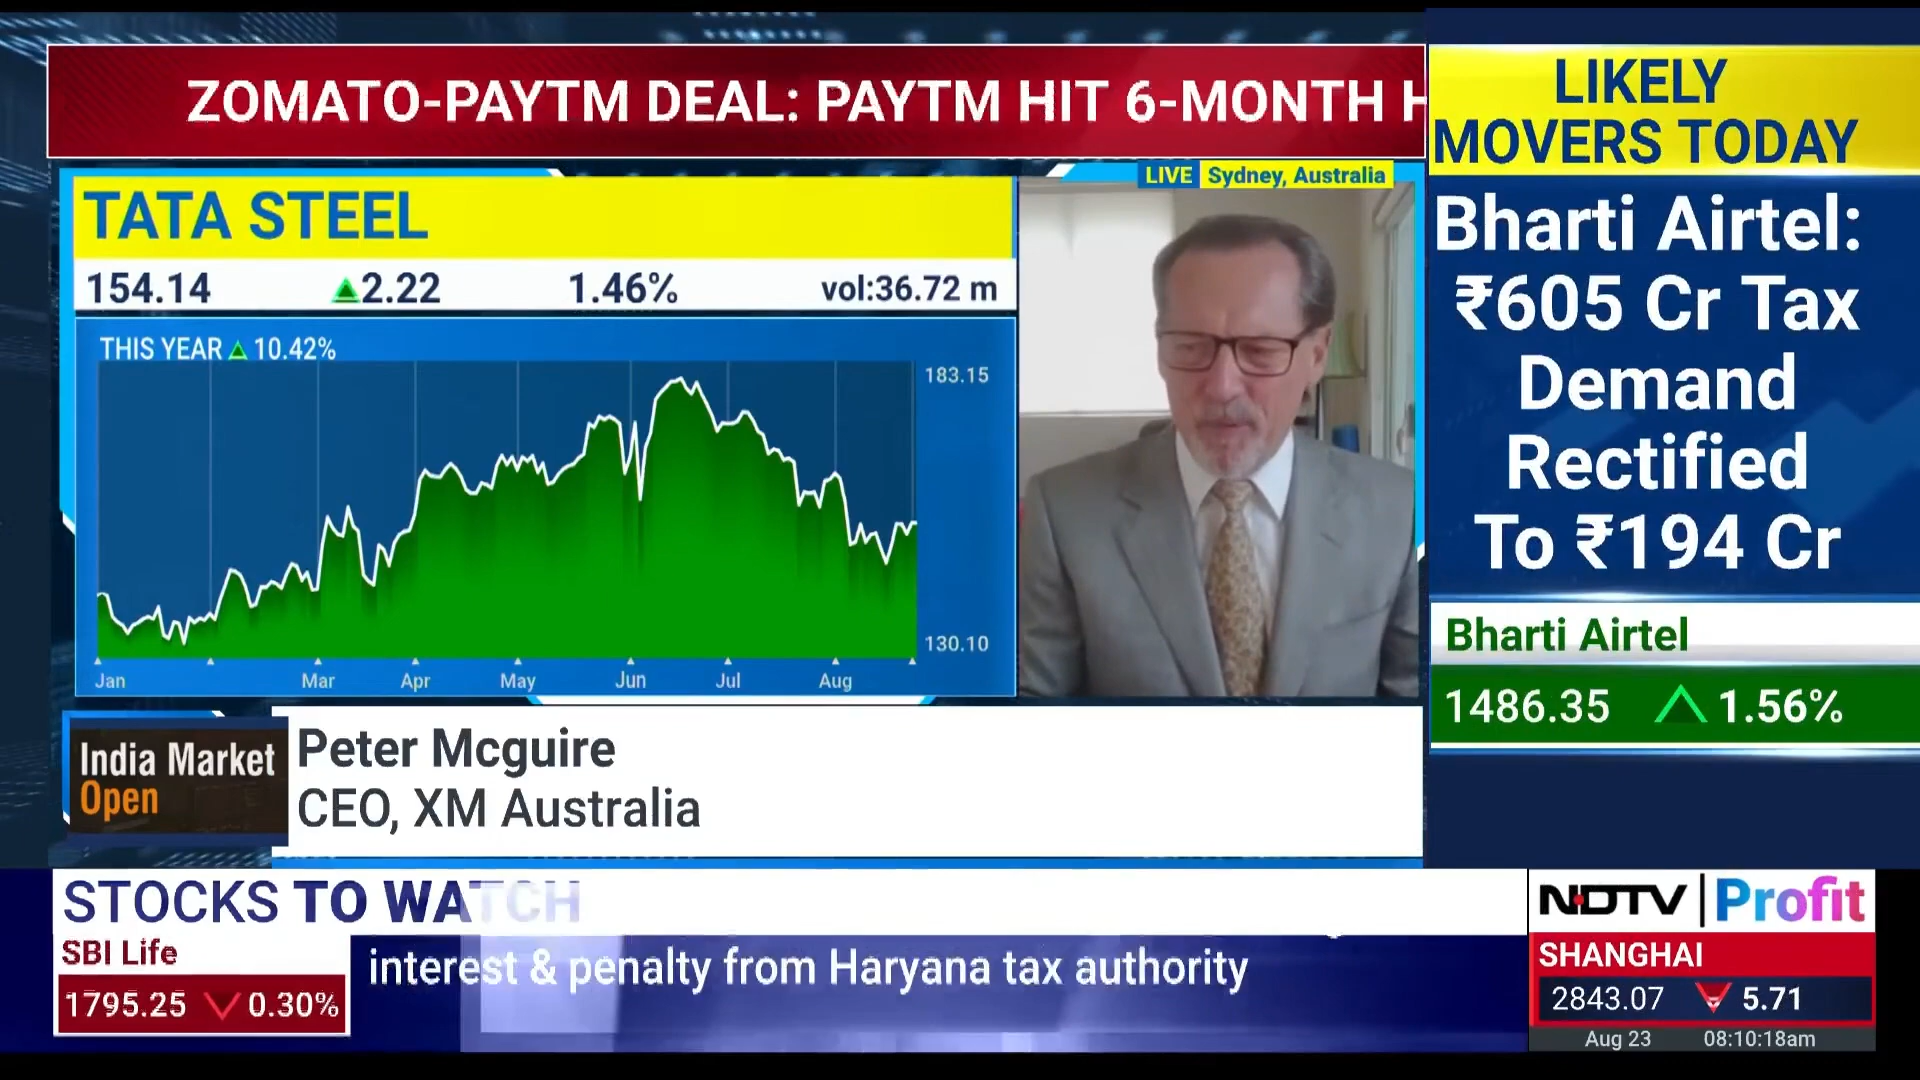 ZOMATO-PAYTM DEAL: PAYTM HIT 6-MONTH
LIKELY
MOVERS TODAY
LIVE Sydney, Australia
TATA STEEL
154.14 2.22 1.46% vol:36.72 m
THIS YEAR 10.42%
183.15
130.10
Jan Mar Apr May Jun Jul Aug
Bharti Airtel:
₹605 Cr Tax
Demand
Rectified
To ₹194 Cr
Bharti Airtel
1486.35 1.56%
India Market
Open
Peter Mcguire
CEO, XM Australia
STOCKS TO WATCH
SBI Life
1795.25 0.30%
interest & penalty from Haryana tax authority
NDTV Profit
SHANGHAI
2843.07 5.71
Aug 23 08:10:18am